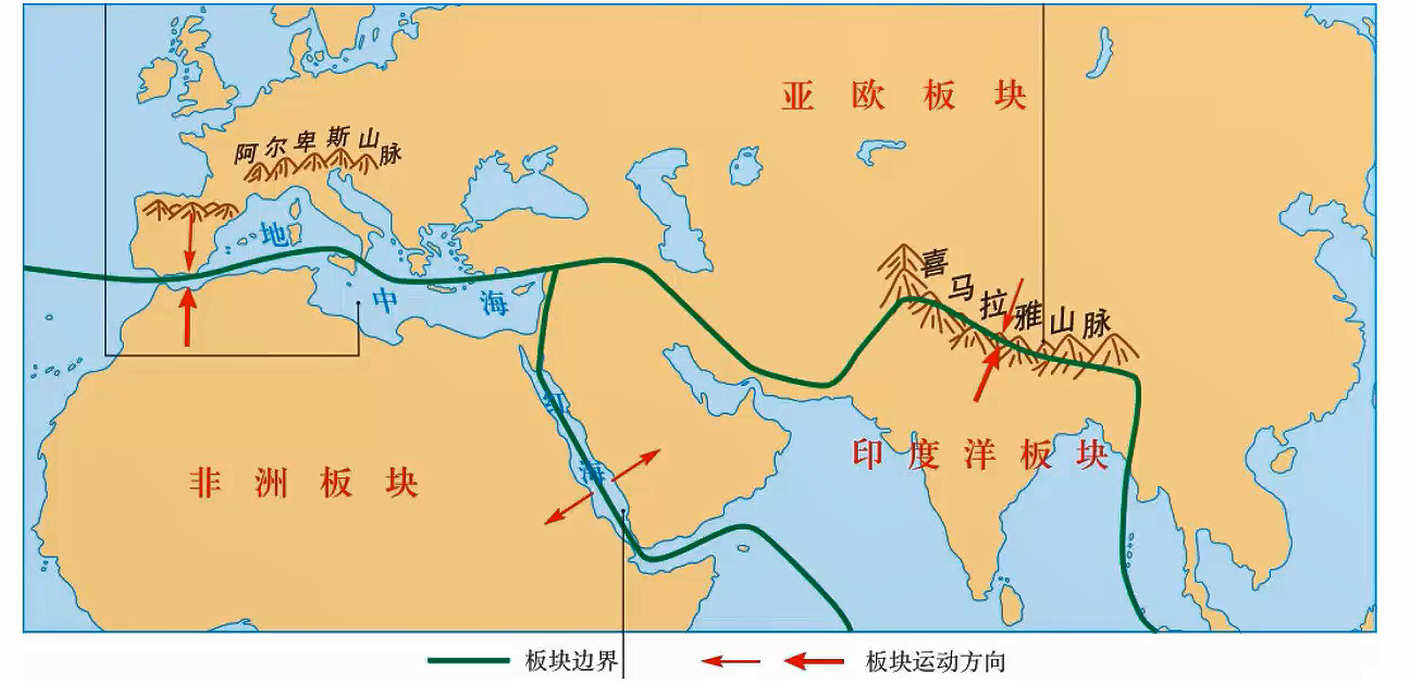 亚欧板块
阿尔卑斯山脉
地中海
喜马拉雅山脉
红海
印度洋板块
非洲板块
板块边界
板块运动方向